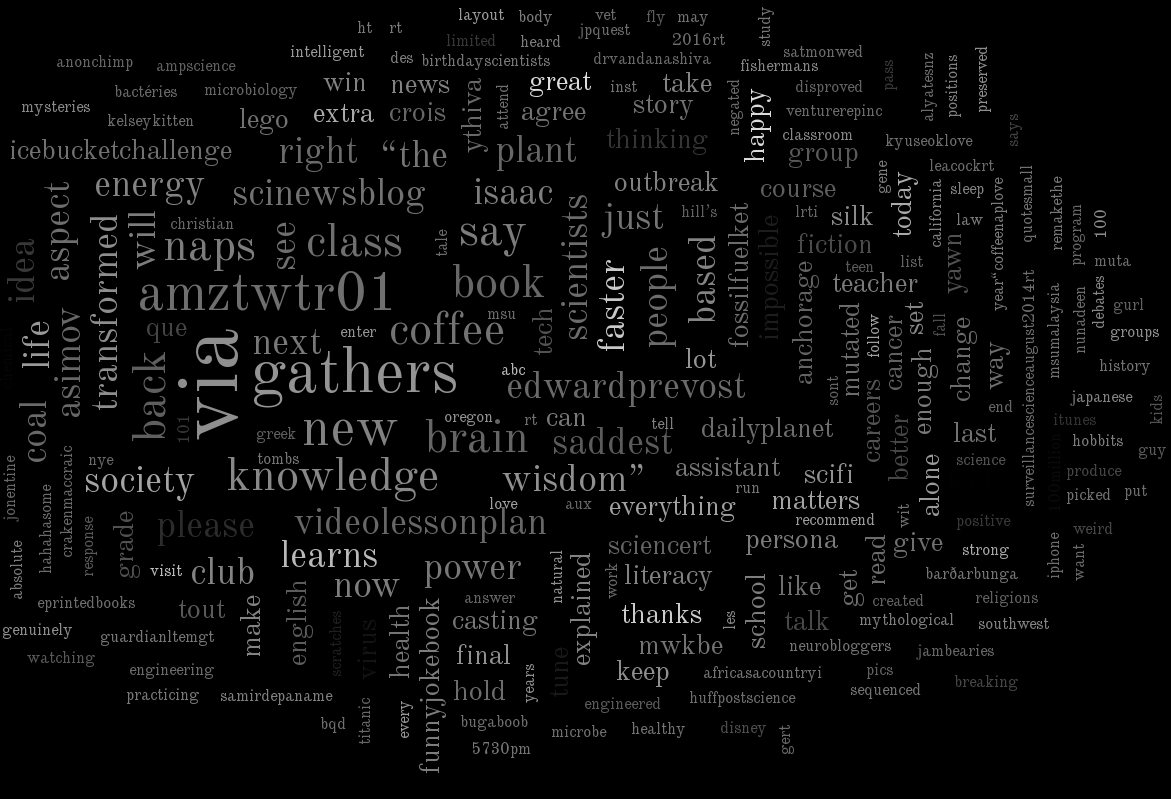 layout
body
vet
fly
may
study
ht
rt
jpquest
limited
heard
2016rt
intelligent
des
birthdayscientists
drvandanashiva
satmonwed
fishermans
anonchimp
ampscience
win
news
great
inst
take
disproved
pass
alyatesnz
positions
preserved
bactéries
microbiology
mysteries
kelseykitten
lego
extra
crois
ythiva
attend
agree
story
negated
happy
venturerepinc
classroom
kyuseoklove
says
icebucketchallenge
right
“the
plant
thinking
group
leacockrt
energy
scinewsblog
isaac
outbreak
course
gene
today
california
sleep
year“coffeenaplove
quotesmall
remakethe
aspect
transformed
will
christian
naps
see
class
tale
say
scientists
just
hill's
based
fossilfuelket
impossible
lrti
silk
law
program
100
idea
people
fiction
list
yawn
muta
amztwtr01
book
faster
anchorage
teen
teacher
life
asimov
que
via
next
enter
coffee
msu
tech
mutated
follow
cancer
set
fall
surveillancescienceaugust2014rt
msumalaysia
nunadeen
debates
gurl
groups
back
gathers
abc
lot
edwardprevost
sont
careers
enough
change
way
history
coal
101
greek
new
oregon
rt
can
brain
saddest
tell
dailyplanet
better
last
end
japanese
itunes
kids
hobbits
guy
jonentine
crakenmaccraic
nye
tombs
society
knowledge
wisdom”
assistant
run
scifi
alone
science
100million
produce
picked
put
love
aux
everything
matters
recommend
wit
hahahasome
response
grade
please
videolessonplan
sciencert
persona
give
positive
strong
weird
absolute
visit
club
learns
now
power
natural
explained
work
literacy
like
get
read
barðarbunga
iphone
want
eprintedbooks
tout
make
english
scratches
virus
health
funnyjokebook
answer
casting
thanks
les
school
talk
created
mythological
religions
southwest
genuinely
guardianltemgt
final
mwkbe
neurobloggers
jambearies
watching
engineering
tune
keep
africasacountryi
pics
breaking
practicing
samirdepaname
hold
years
engineered
huffpostscience
sequenced
bqd
titanic
every
bugaboob
microbe
healthy
disney
gert
5730pm